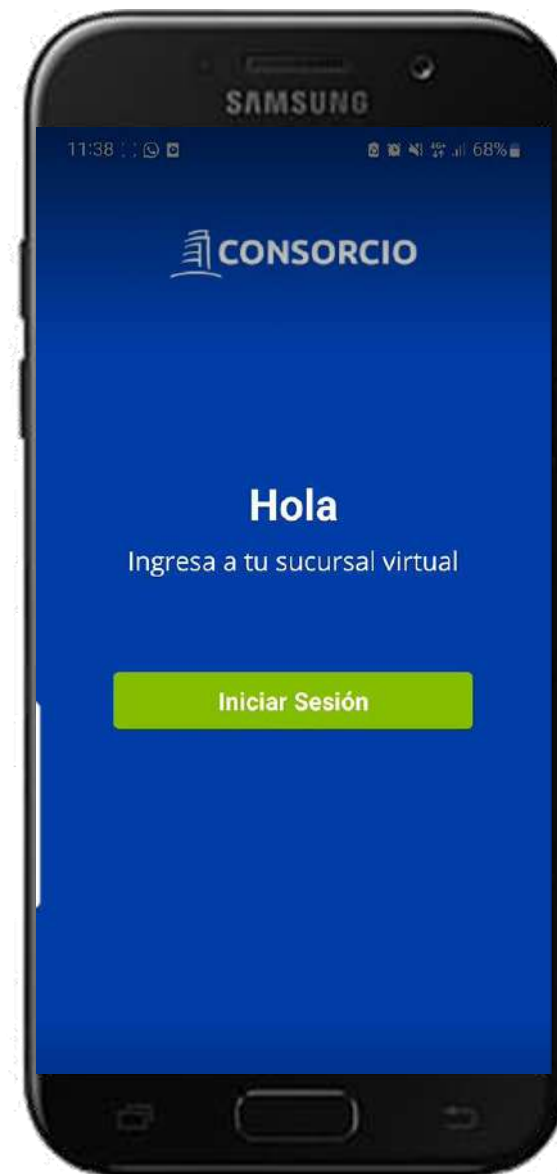 SAMSUNG
11:38 68%
CONSORCIO
Hola
Ingresa a tu sucursal virtual
Iniciar Sesión